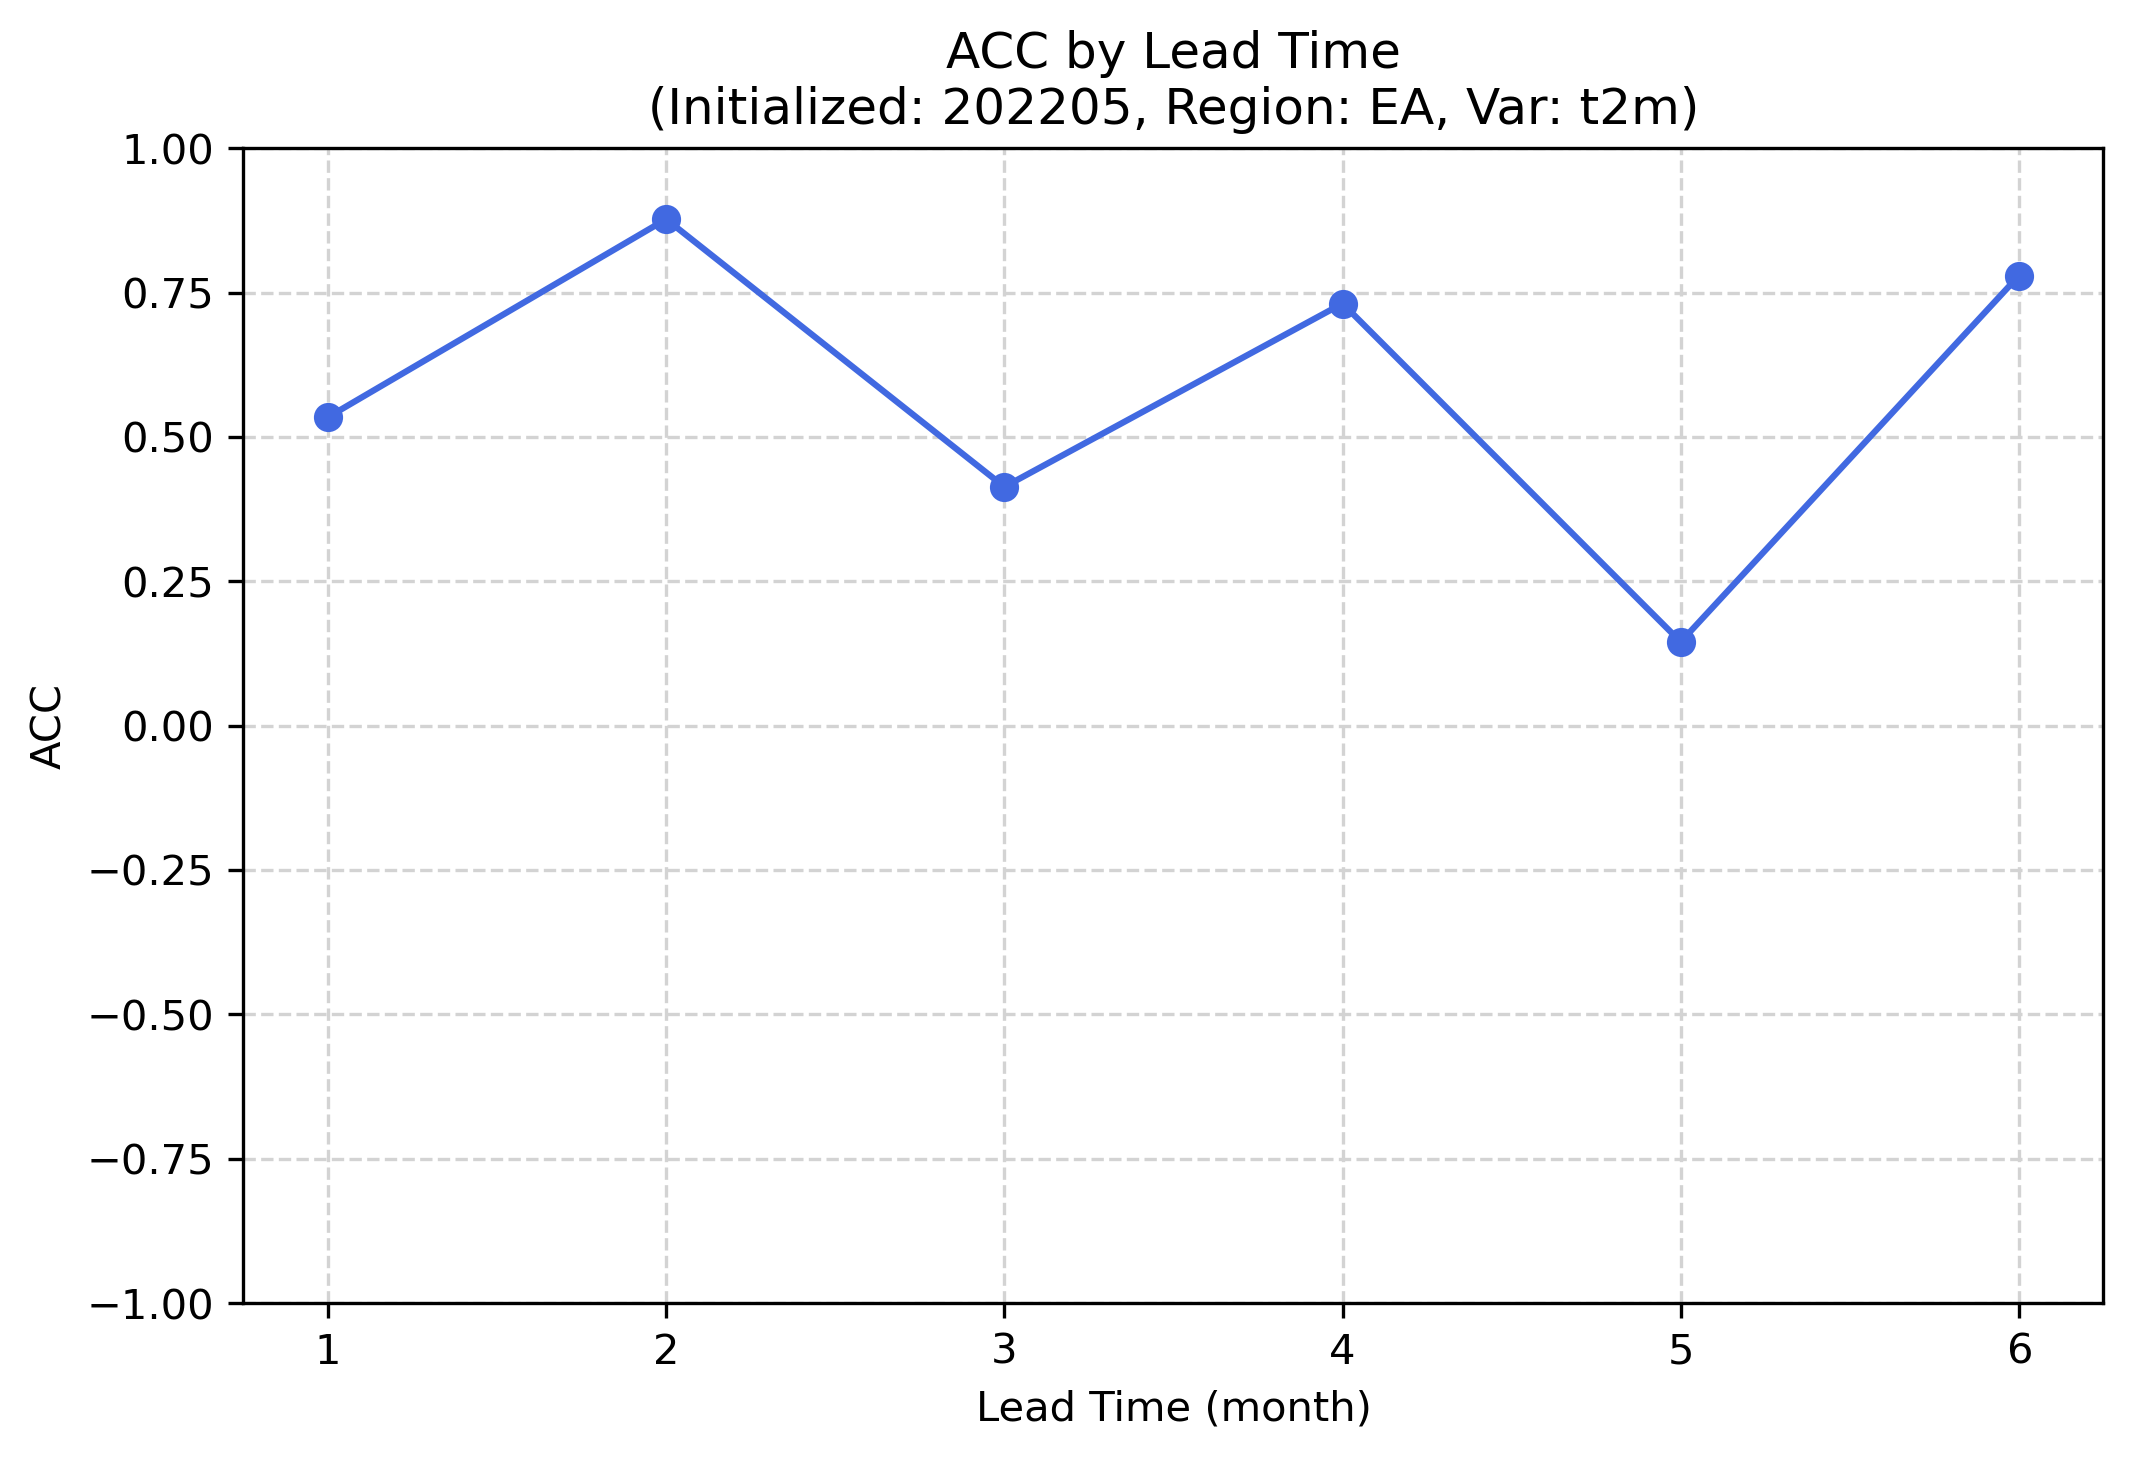 ACC by Lead Time
(Initialized: 202205, Region: EA, Var: t2m)
1.00
0.75
0.50
0.25
0.00
−0.25
−0.50
−0.75
−1.00
ACC
1 2 3 4 5 6
Lead Time (month)